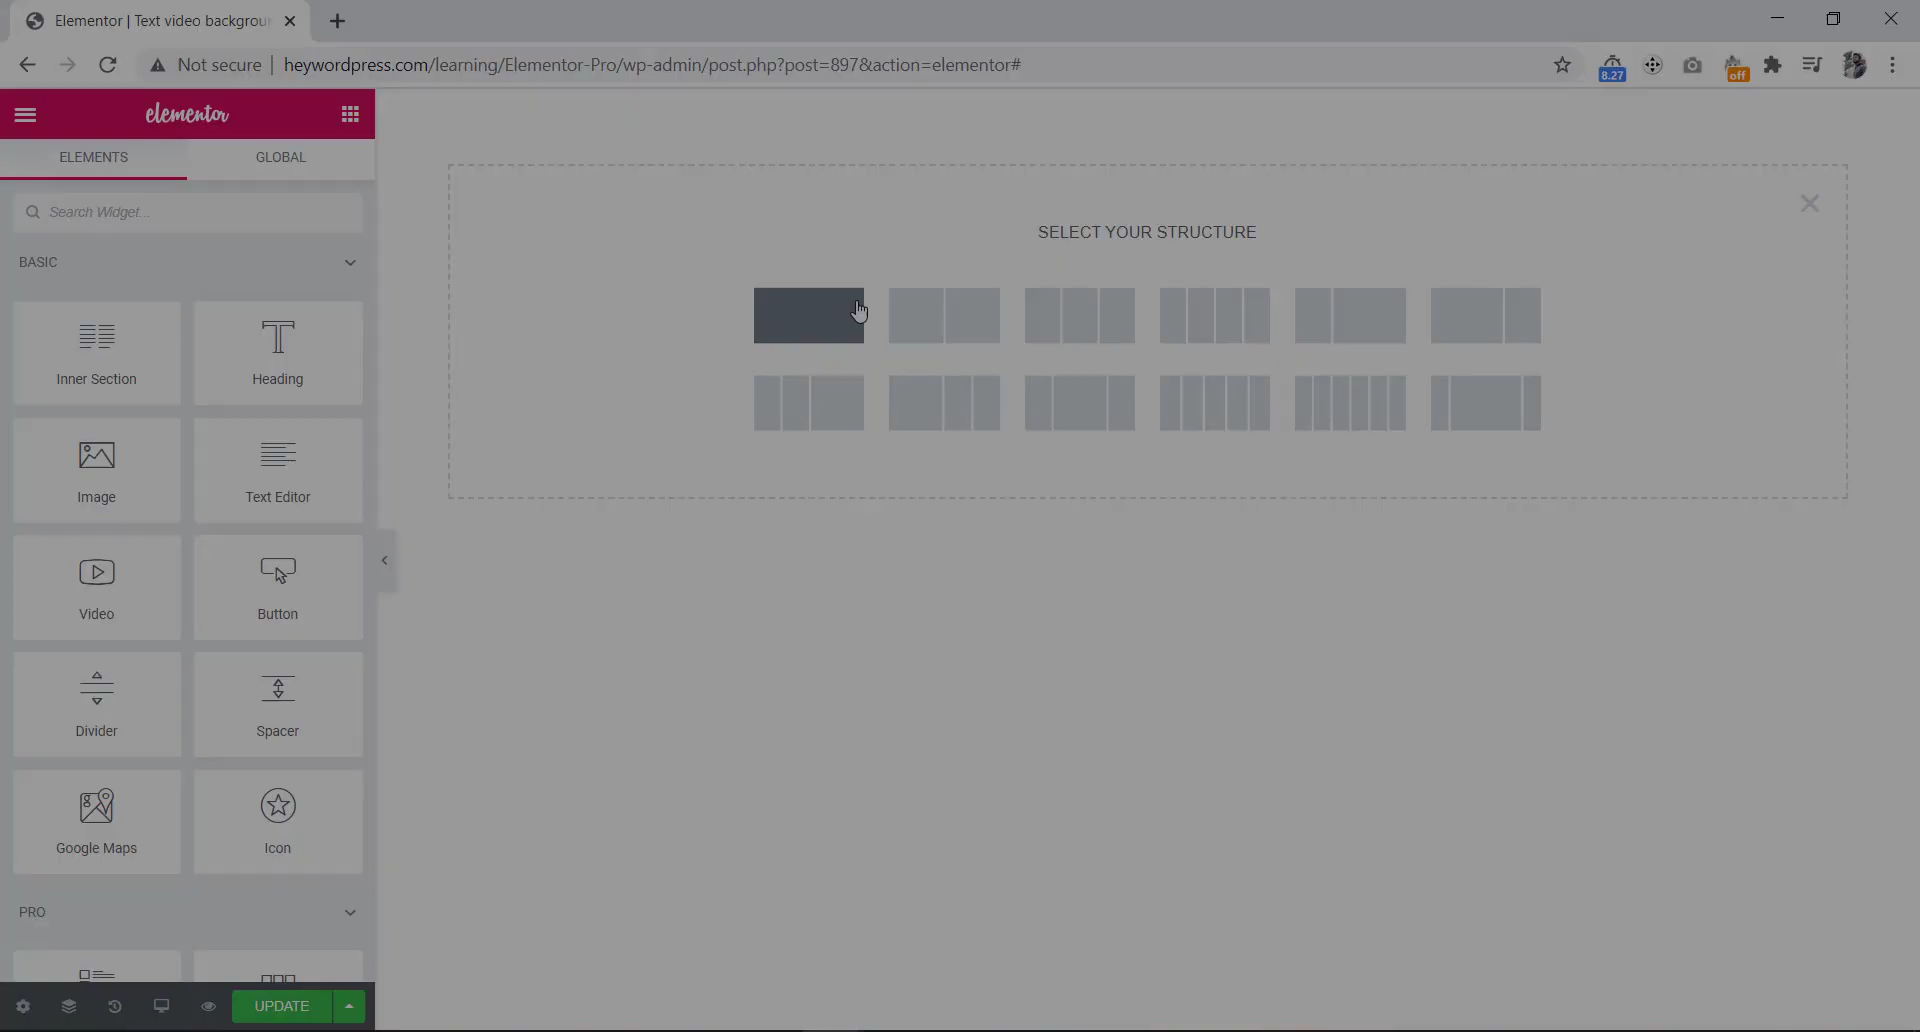 Elementor | Text video backgrou
Not secure
heywordpress.com/learning/Elementor-Pro/wp-admin/post.php?post=897&action=elementor#
8.27
off
elementor
ELEMENTS
GLOBAL
Search Widget...
BASIC
Inner Section
Heading
Image
Text Editor
Video
Button
Divider
Spacer
Google Maps
Icon
PRO
UPDATE
SELECT YOUR STRUCTURE